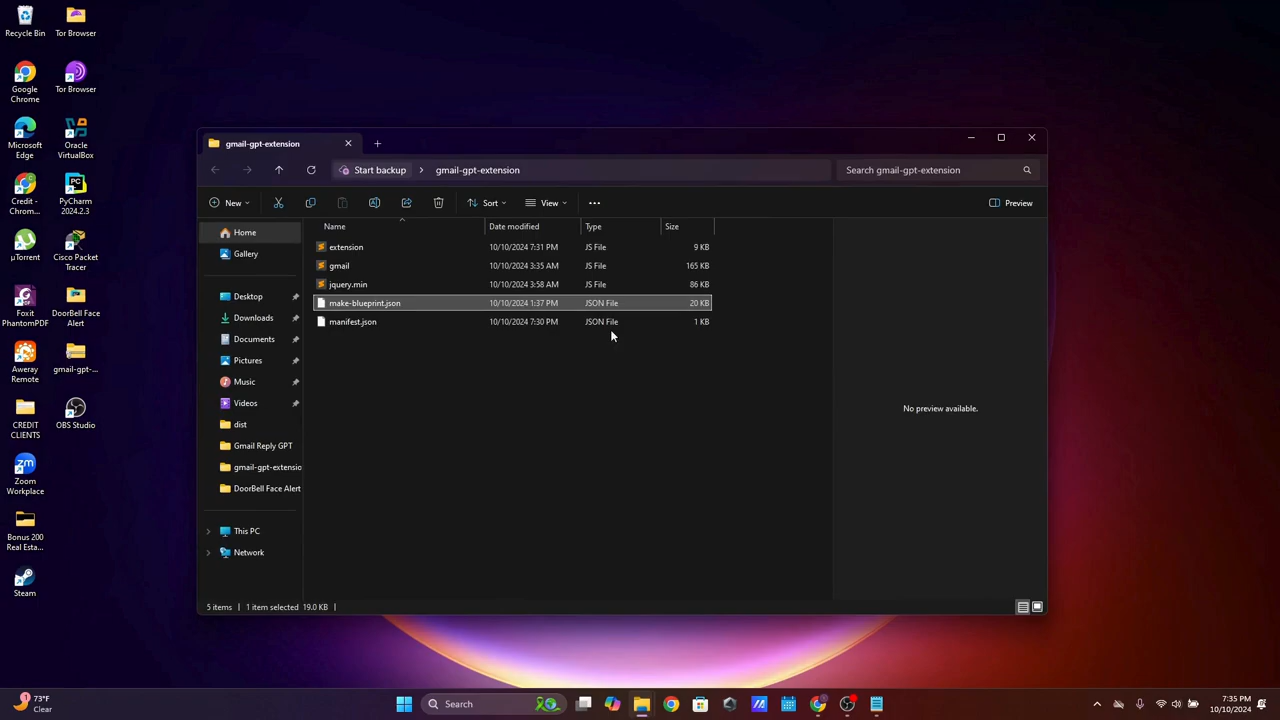 Recycle Bin
Tor Browser
Google Chrome
Tor Browser
Microsoft Edge
Oracle VirtualBox
Credit - Chrom...
PyCharm 2024.2.3
µTorrent
Cisco Packet Tracer
Foxit PhantomPDF
DoorBell Face Alert
Aweray Remote
gmail-gpt-...
CREDIT CLIENTS
OBS Studio
Zoom Workplace
Bonus 200 Real Esta...
Steam
gmail-gpt-extension
Start backup > gmail-gpt-extension
Search gmail-gpt-extension
New
Sort
View
Preview
Name Date modified Type Size
extension 10/10/2024 7:31 PM JS File 9 KB
gmail 10/10/2024 3:35 AM JS File 165 KB
jquery.min 10/10/2024 3:58 AM JS File 86 KB
make-blueprint.json 10/10/2024 1:37 PM JSON File 20 KB
manifest.json 10/10/2024 7:30 PM JSON File 1 KB
Home
Gallery
Desktop
Downloads
Documents
Pictures
Music
Videos
dist
Gmail Reply GPT
gmail-gpt-extensio
DoorBell Face Alert
This PC
Network
No preview available.
5 items
1 item selected 19.0 KB
1
73°F
Clear
Search
7:35 PM
10/10/2024